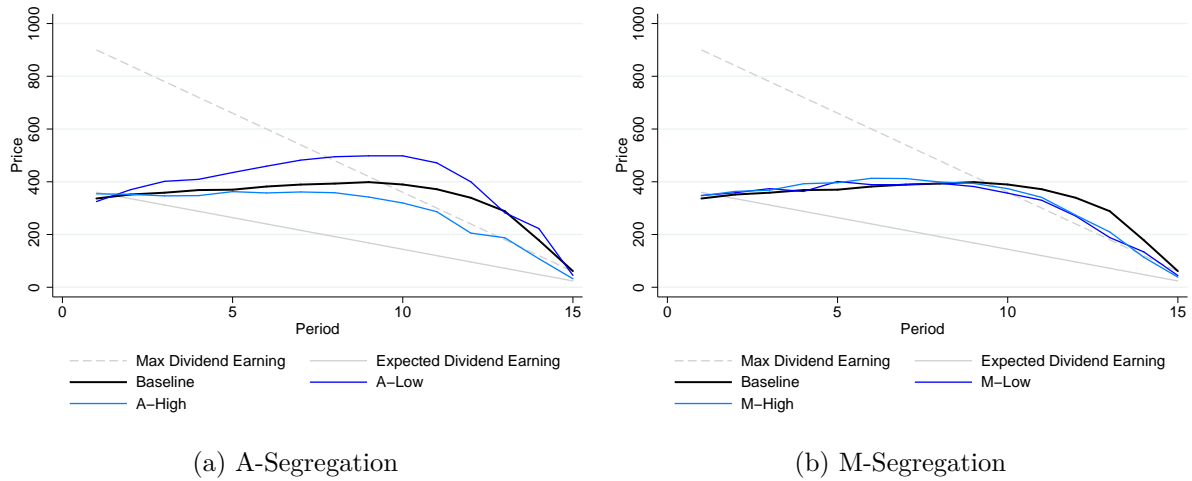 1000
800
600
400
200
0
Price
0 5 10 15
Period
Max Dividend Earning Expected Dividend Earning
Baseline A−Low
A−High
(a) A-Segregation
1000
800
600
400
200
0
Price
0 5 10 15
Period
Max Dividend Earning Expected Dividend Earning
Baseline M−Low
M−High
(b) M-Segregation